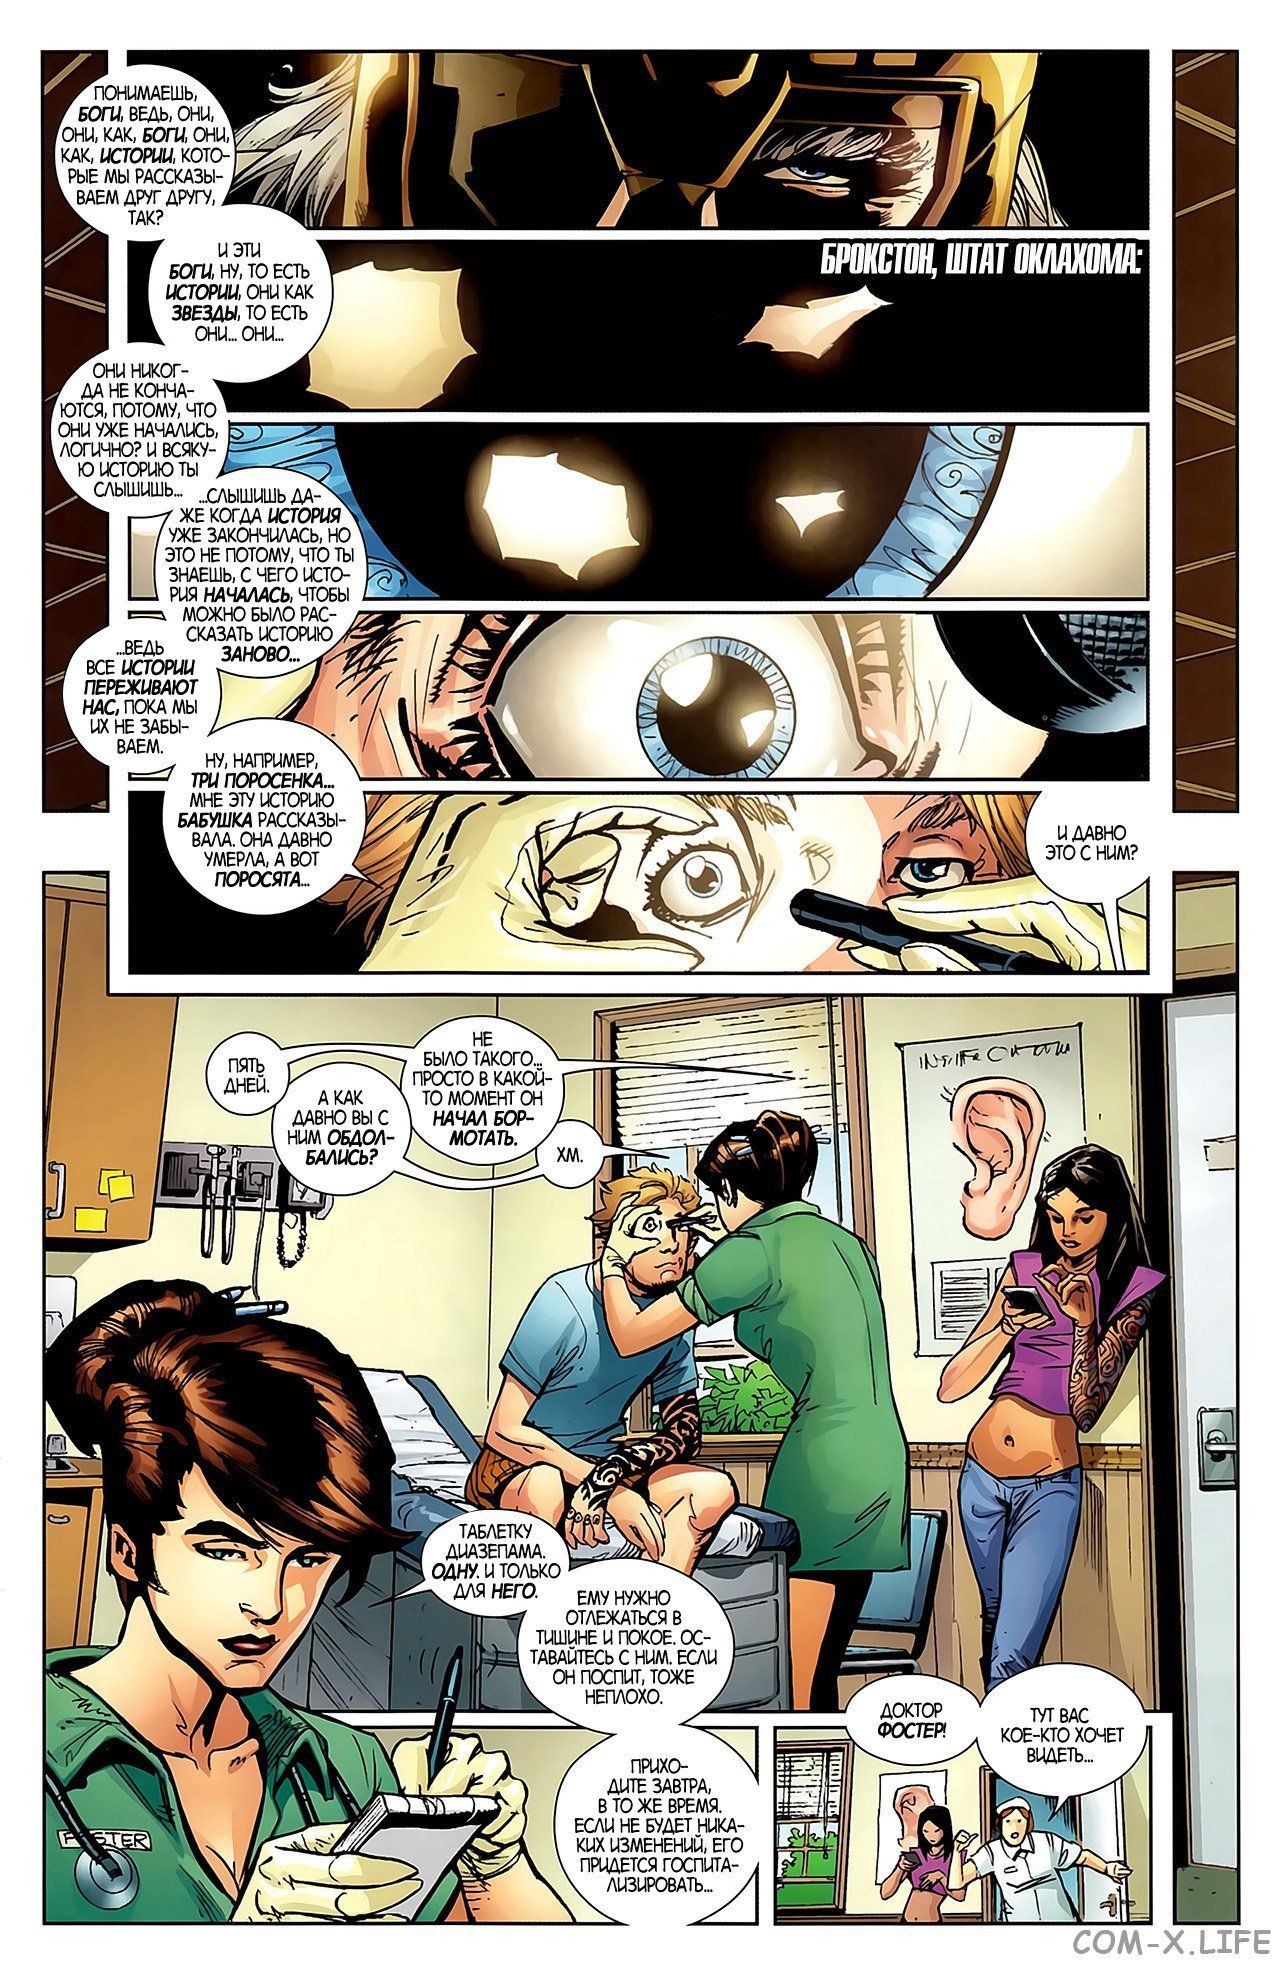 ПОНИМАЕШЬ,
БОГИ, ВЕДЬ, ОНИ,
ОНИ, КАК, БОГИ, ОНИ,
КАК, ИСТОРИИ, КОТО-
РЫЕ МЫ РАССКАЗЫ-
ВАЕМ ДРУГ ДРУГУ,
ТАК?
И ЭТИ
БОГИ, НУ, ТО ЕСТЬ
ИСТОРИИ, ОНИ КАК
ЗВЕЗДЫ, ТО ЕСТЬ
ОНИ... ОНИ...
БРОКСТОН, ШТАТ ОКЛАХОМА:
ОНИ НИКОГ-
ДА НЕ КОНЧА-
ЮТСЯ, ПОТОМУ, ЧТО
ОНИ УЖЕ НАЧАЛИСЬ,
ЛОГИЧНО? И ВСЯКУ-
Ю ИСТОРИЮ ТЫ
СЛЫШИШЬ...
...СЛЫШИШЬ ДА-
ЖЕ КОГДА ИСТОРИЯ
УЖЕ ЗАКОНЧИЛАСЬ, НО
ЭТО НЕ ПОТОМУ, ЧТО ТЫ
ЗНАЕШЬ, С ЧЕГО ИСТО-
РИЯ НАЧАЛАСЬ, ЧТОБЫ
МОЖНО БЫЛО РАС-
СКАЗАТЬ ИСТОРИЮ
ЗАНОВО...
...ВЕДЬ
ВСЕ ИСТОРИИ
ПЕРЕЖИВАЮТ
НАС, ПОКА МЫ
ИХ НЕ ЗАБЫ-
ВАЕМ.
НУ, НАПРИМЕР,
ТРИ ПОРОСЕНКА...
МНЕ ЭТУ ИСТОРИЮ
БАБУШКА РАССКАЗЫ-
ВАЛА. ОНА ДАВНО
УМЕРЛА, А ВОТ
ПОРОСЯТА...
И ДАВНО
ЭТО С НИМ?
ПЯТЬ
ДНЕЙ.
А КАК
ДАВНО ВЫ С
НИМ ОБДОЛ-
БАЛИСЬ?
НЕ
БЫЛО ТАКОГО...
ПРОСТО В КАКОЙ-
ТО МОМЕНТ ОН
НАЧАЛ БОР-
МОТАТЬ.
ХМ.
ТАБЛЕТКУ
ДИАЗЕПАМА.
ОДНУ. И ТОЛЬКО
ДЛЯ НЕГО.
ЕМУ НУЖНО
ОТЛЕЖАТЬСЯ В
ТИШИНЕ И ПОКОЕ. ОС-
ТАВАЙТЕСЬ С НИМ. ЕСЛИ
ОН ПОСПИТ, ТОЖЕ
НЕПЛОХО.
ПРИХО-
ДИТЕ ЗАВТРА,
В ТО ЖЕ ВРЕМЯ.
ЕСЛИ НЕ БУДЕТ НИКА-
КИХ ИЗМЕНЕНИЙ, ЕГО
ПРИДЕТСЯ ГОСПИТА-
ЛИЗИРОВАТЬ...
FOSTER
ДОКТОР
ФОСТЕР!
ТУТ ВАС
КОЕ-КТО ХОЧЕТ
ВИДЕТЬ...
COM-X.LIFE